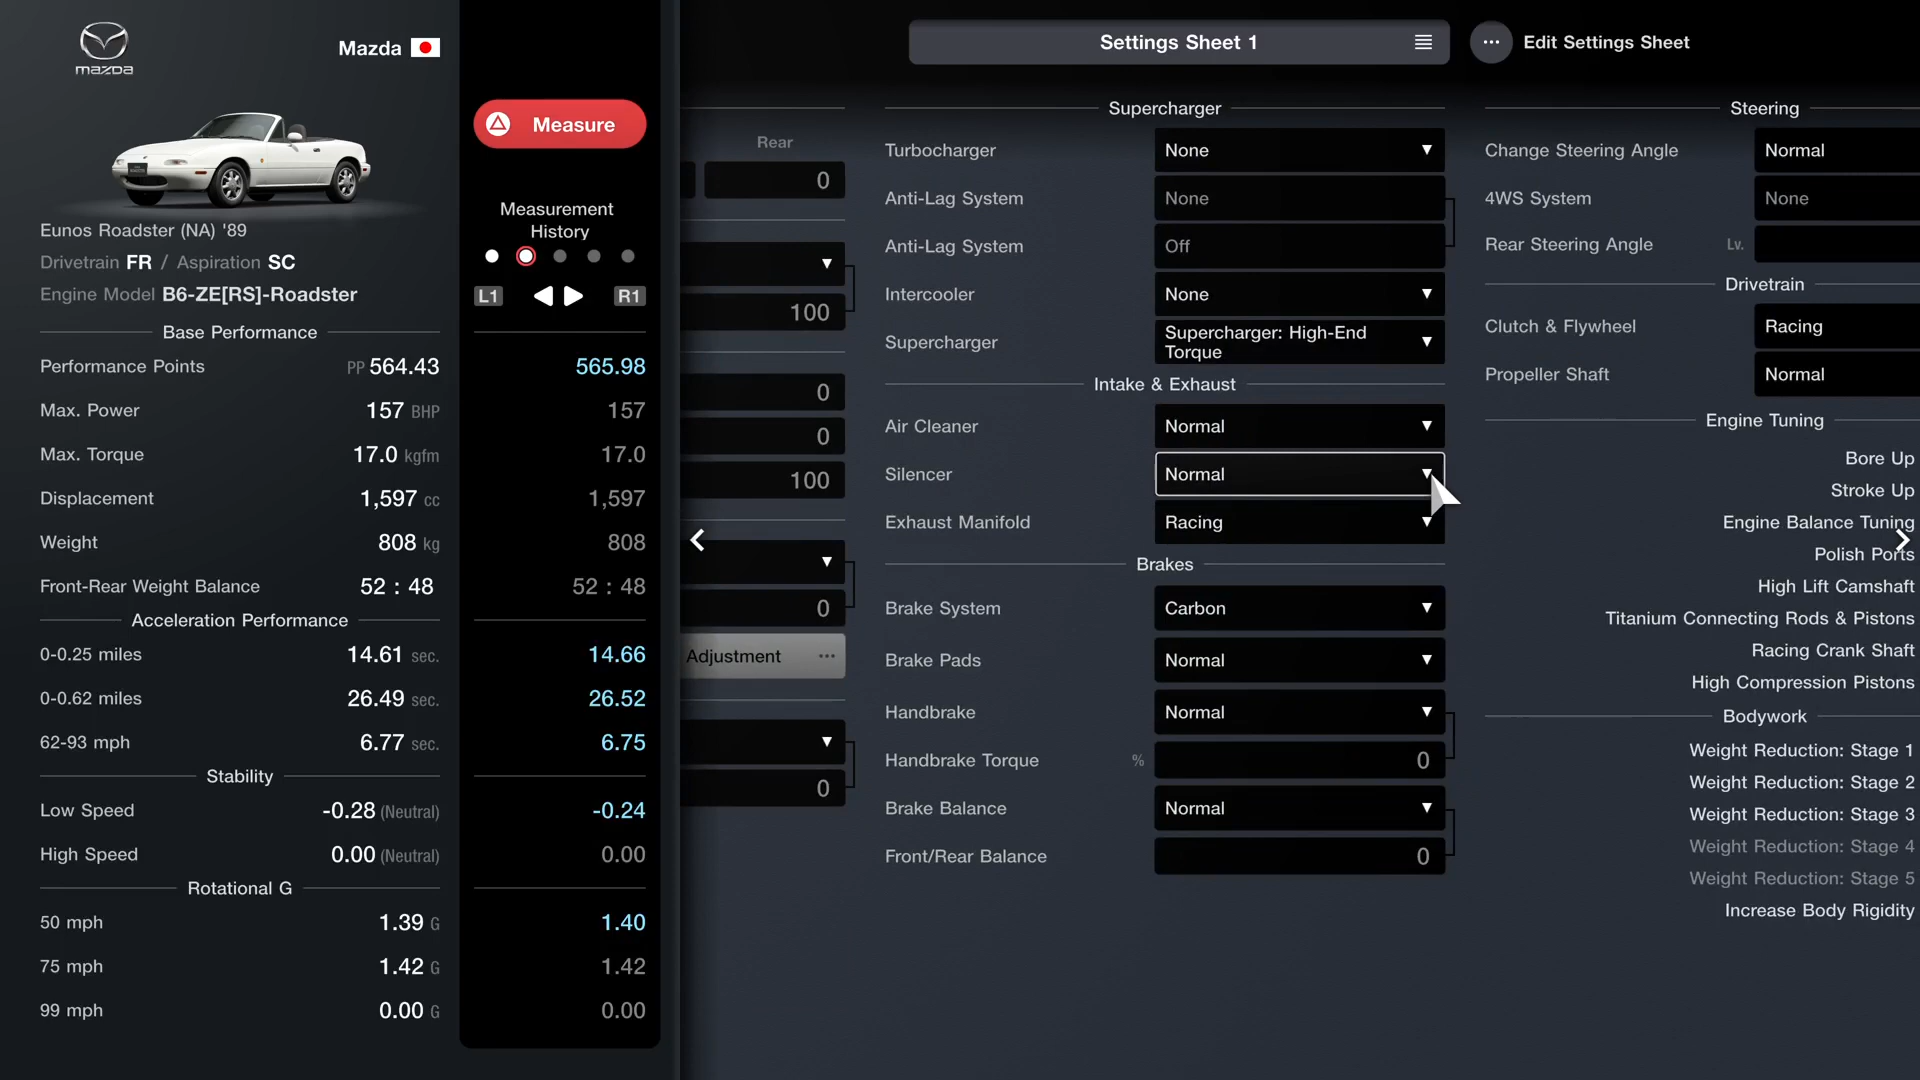 mazda
Mazda
Eunos Roadster (NA) '89
Drivetrain FR / Aspiration SC
Engine Model B6-ZE[RS]-Roadster
Base Performance
Performance Points PP 564.43
Max. Power 157 BHP
Max. Torque 17.0 kgfm
Displacement 1,597 cc
Weight 808 kg
Front-Rear Weight Balance 52 : 48
Acceleration Performance
0-0.25 miles 14.61 sec.
0-0.62 miles 26.49 sec.
62-93 mph 6.77 sec.
Stability
Low Speed -0.28 (Neutral)
High Speed 0.00 (Neutral)
Rotational G
50 mph 1.39 G
75 mph 1.42 G
99 mph 0.00 G
Measure
Measurement
History
L1 R1
565.98
157
17.0
1,597
808
52 : 48
14.66
26.52
6.75
-0.24
0.00
1.40
1.42
0.00
Settings Sheet 1
Edit Settings Sheet
Rear
0
100
0
0
100
0
Adjustment
0
Supercharger
Turbocharger None
Anti-Lag System None
Anti-Lag System Off
Intercooler None
Supercharger Supercharger: High-End
Torque
Intake & Exhaust
Air Cleaner Normal
Silencer Normal
Exhaust Manifold Racing
Brakes
Brake System Carbon
Brake Pads Normal
Handbrake Normal
Handbrake Torque % 0
Brake Balance Normal
Front/Rear Balance 0
Steering
Change Steering Angle Normal
4WS System None
Rear Steering Angle Lv.
Drivetrain
Clutch & Flywheel Racing
Propeller Shaft Normal
Engine Tuning
Bore Up
Stroke Up
Engine Balance Tuning
Polish Ports
High Lift Camshaft
Titanium Connecting Rods & Pistons
Racing Crank Shaft
High Compression Pistons
Bodywork
Weight Reduction: Stage 1
Weight Reduction: Stage 2
Weight Reduction: Stage 3
Weight Reduction: Stage 4
Weight Reduction: Stage 5
Increase Body Rigidity